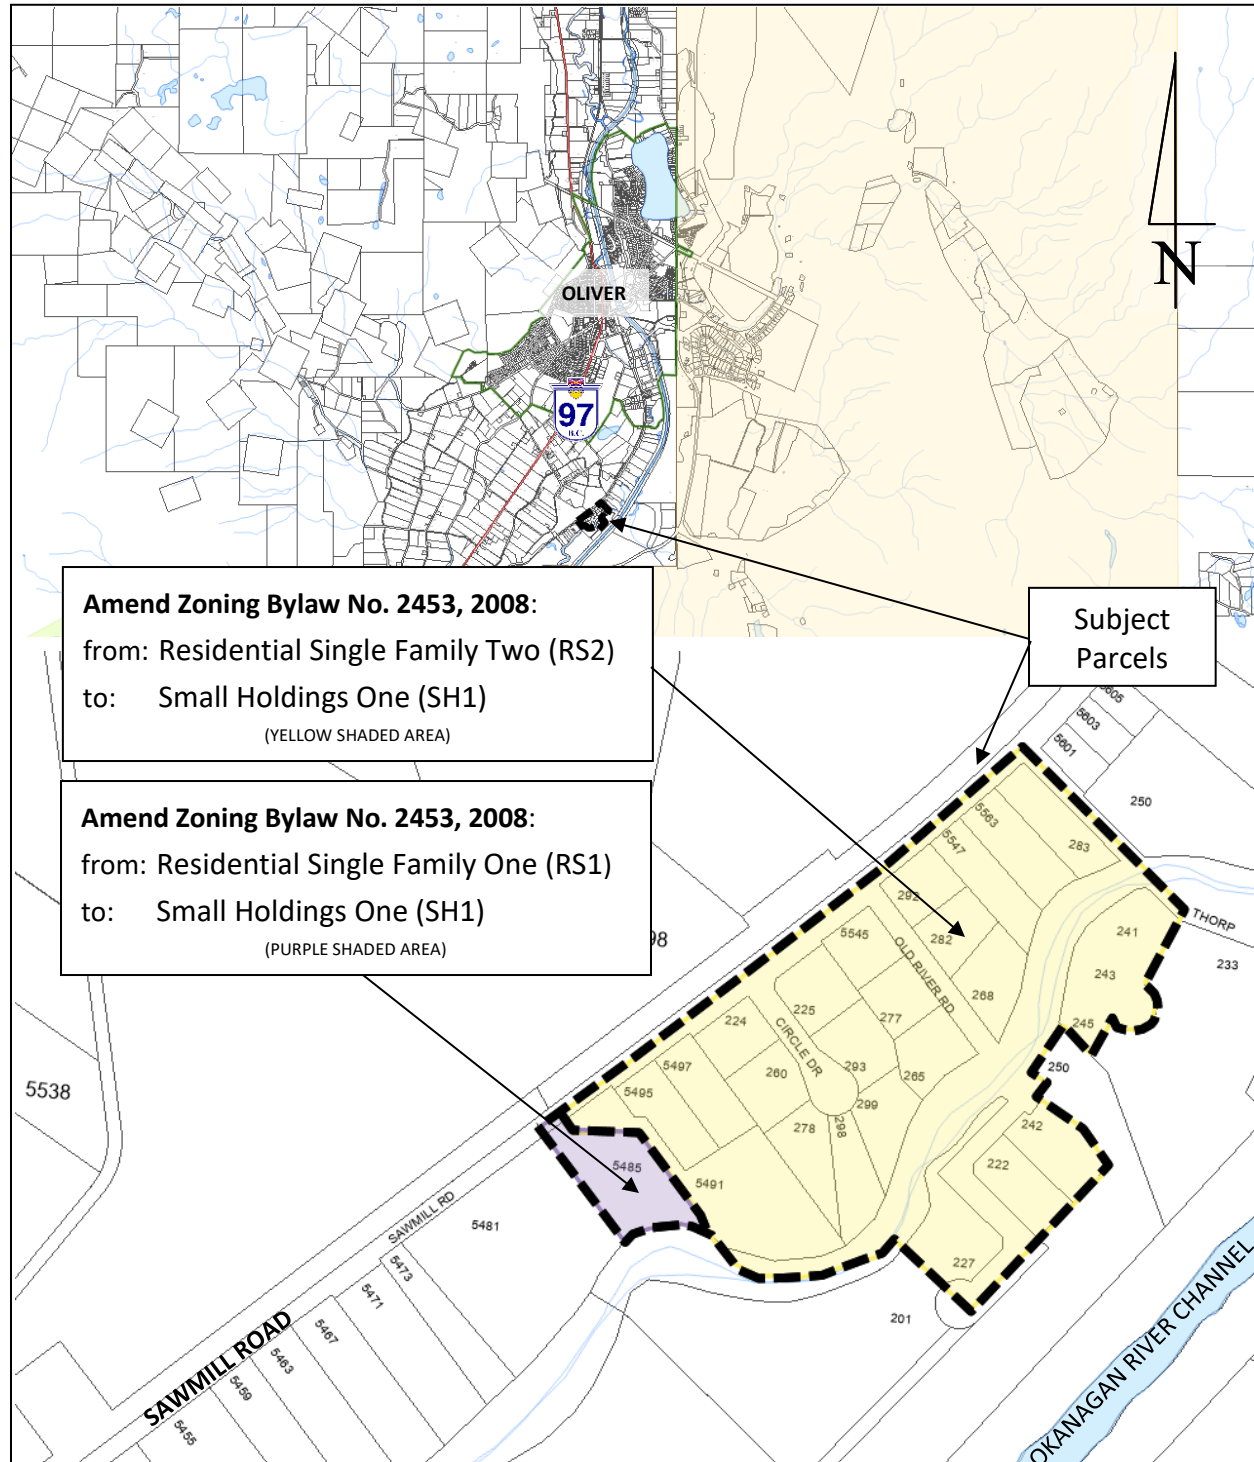 OLIVER
N
97
B.C.
Amend Zoning Bylaw No. 2453, 2008:
from: Residential Single Family Two (RS2)
to: Small Holdings One (SH1)
(YELLOW SHADED AREA)
Subject
Parcels
Amend Zoning Bylaw No. 2453, 2008:
from: Residential Single Family One (RS1)
to: Small Holdings One (SH1)
(PURPLE SHADED AREA)
5605
5603
5601
250
5563
283
5547
292
282
5545
OLD RIVER RD
268
241
THORP
233
243
245
250
98
225
224
277
CIRCLE DR
293
265
260
299
298
278
5497
5495
5485
5491
242
222
227
201
5538
SAWMILL RD
5481
5473
5471
5467
5463
5459
5455
SAWMILL ROAD
OKANAGAN RIVER CHANNEL